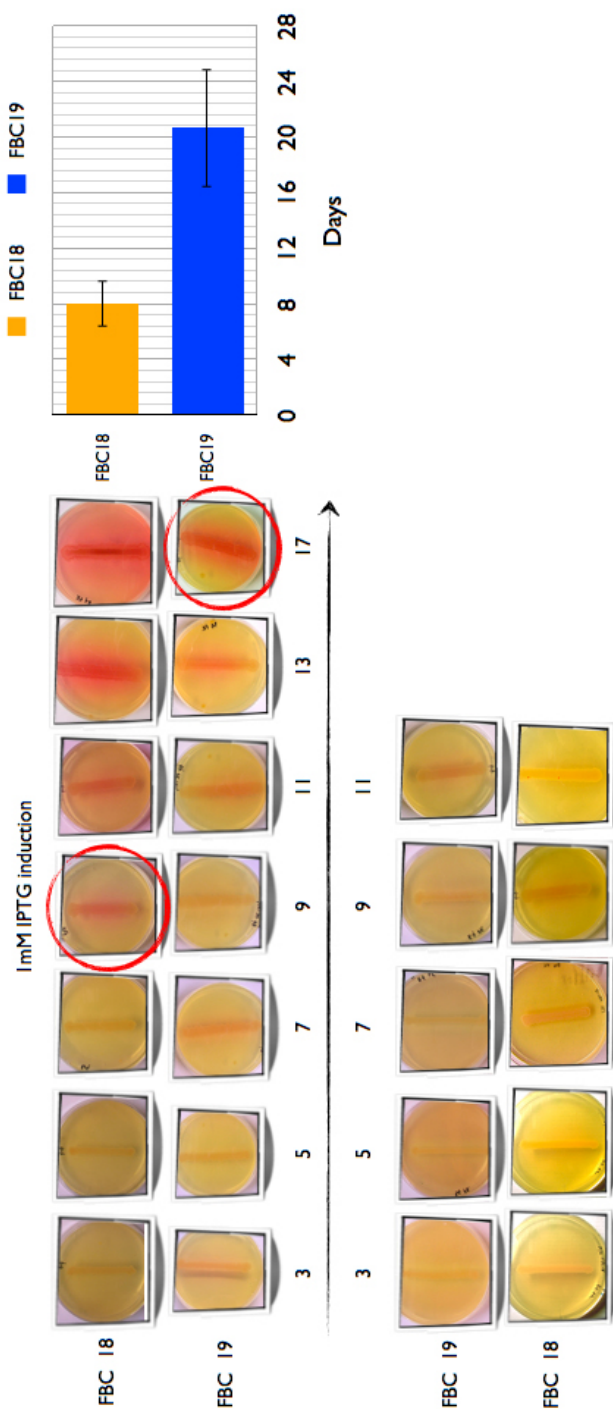 1mM IPTG induction
FBC 18
FBC 19
3 5 7 9 11 13 17
FBC18 FBC19
FBC18
FBC19
0 4 8 12 16 20 24 28
Days
3 5 7 9 11
FBC 19
FBC 18